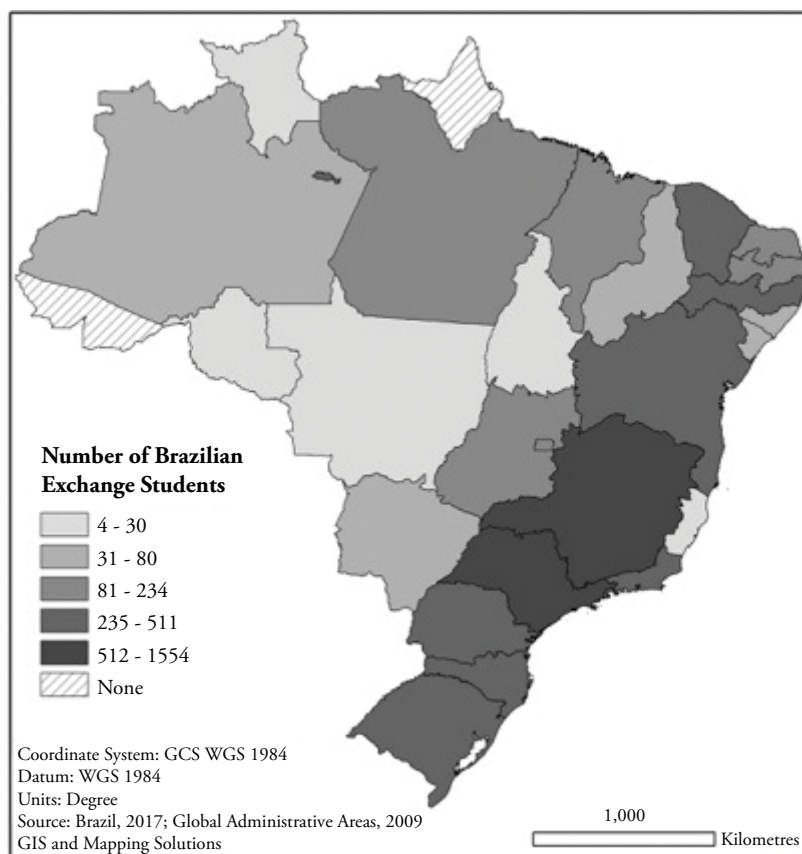 Number of Brazilian
Exchange Students
4 - 30
31 - 80
81 - 234
235 - 511
512 - 1554
None
Coordinate System: GCS WGS 1984
Datum: WGS 1984
Units: Degree
Source: Brazil, 2017; Global Administrative Areas, 2009
GIS and Mapping Solutions
1,000
Kilometres